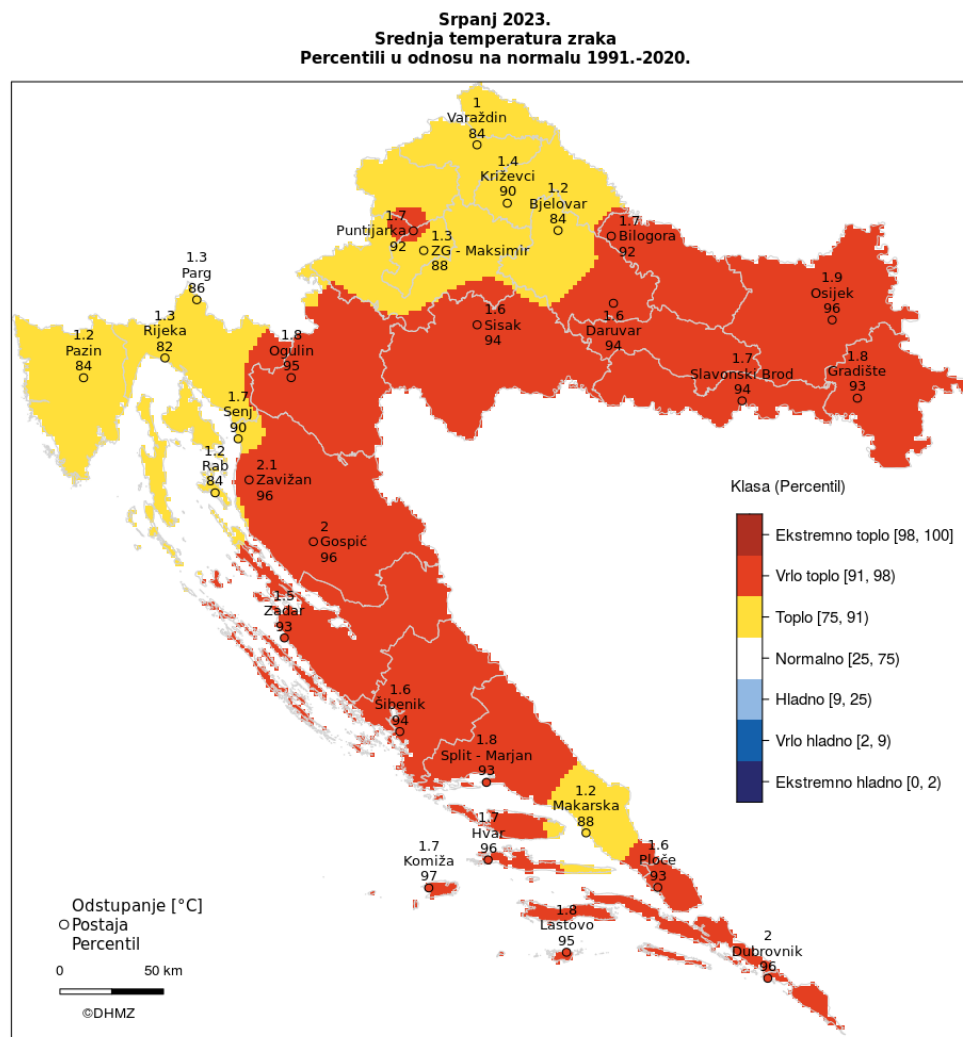 Srpanj 2023.
Srednja temperatura zraka
Percentili u odnosu na normalu 1991.-2020.
1
Varaždin
84
1.4
Križevci
90
1.2
Bjelovar
84
1.7
Puntijarka
92
1.3
ZG - Maksimir
88
1.7
Bilogora
92
1.3
Parg
86
1.9
Osijek
96
1.2
Pazin
84
1.3
Rijeka
82
1.8
Ogulin
95
1.6
Sisak
94
1.6
Daruvar
94
1.7
Slavonski Brod
94
1.8
Gradište
93
1.7
Senj
90
1.2
Rab
84
2.1
Zavižan
96
2
Gospić
96
1.5
Zadar
93
1.6
Šibenik
94
1.8
Split - Marjan
93
1.2
Makarska
88
1.7
Hvar
96
1.7
Komiža
97
1.6
Ploče
93
1.8
Lastovo
95
2
Dubrovnik
96
Klasa (Percentil)
Ekstremno toplo [98, 100]
Vrlo toplo [91, 98)
Toplo [75, 91)
Normalno [25, 75)
Hladno [9, 25)
Vrlo hladno [2, 9)
Ekstremno hladno [0, 2)
Odstupanje [°C]
Postaja
Percentil
0 50 km
©DHMZ